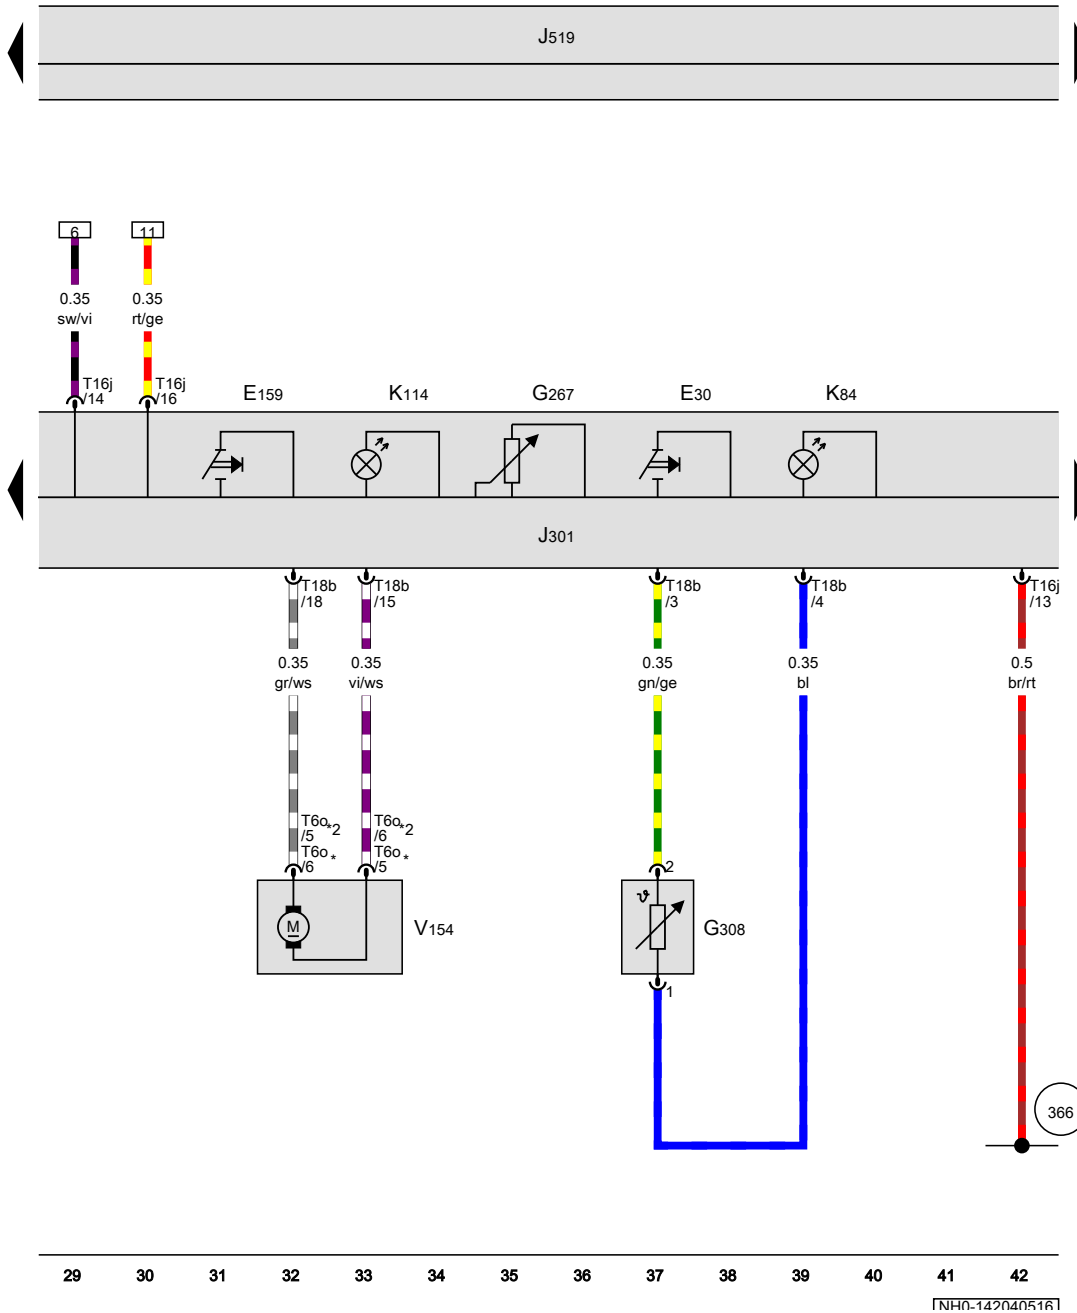 J519
6
11
0.35
sw/vi
0.35
rt/ge
T16j
/14
T16j
/16
E159
K114
G267
E30
K84
J301
T18b
/18
T18b
/15
T18b
/3
T18b
/4
T16j
/13
0.35
gr/ws
0.35
vi/ws
0.35
gn/ge
0.35
bl
0.5
br/rt
T6o*2
/5
T6o*
/6
T6o*2
/6
T6o*
/5
2
M
V154
ϑ
G308
1
366
29 30 31 32 33 34 35 36 37 38 39 40 41 42
NH0-142040516